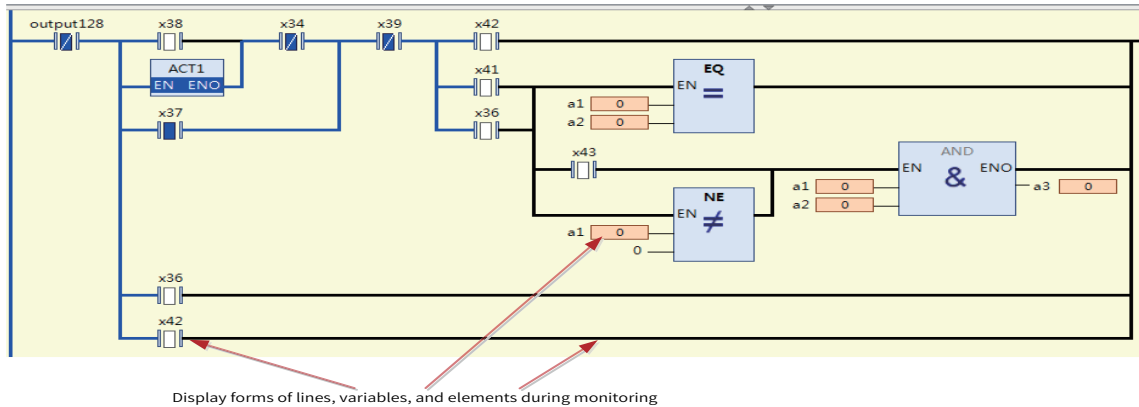 output128 x38 x34 x39 x42
ACT1
EN ENO
x41
EQ
EN =
a1 0
a2 0
x37
x36
x43
AND
EN ENO
&
a1 0
a2 0
a3 0
NE
EN ≠
a1 0
0
x36
x42
Display forms of lines, variables, and elements during monitoring